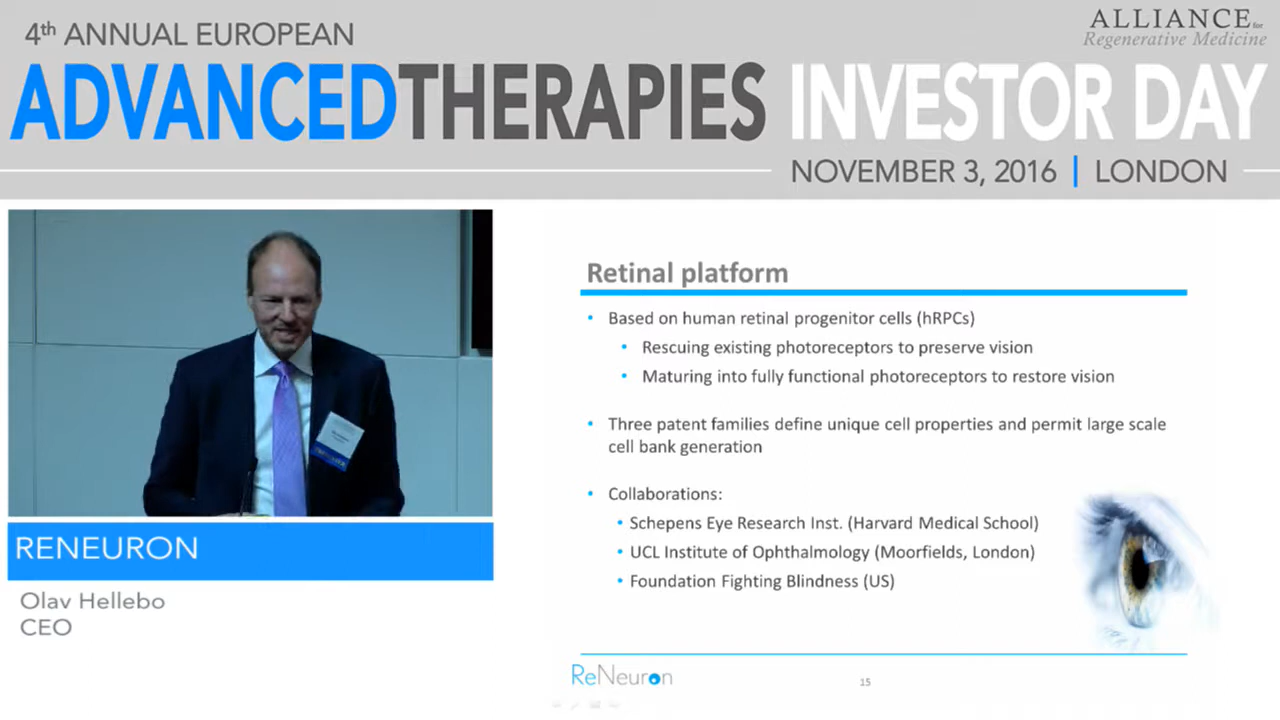 4th ANNUAL EUROPEAN
ALLIANCE for
Regenerative Medicine
ADVANCEDTHERAPIES INVESTOR DAY
NOVEMBER 3, 2016 | LONDON
Retinal platform
• Based on human retinal progenitor cells (hRPCs)
• Rescuing existing photoreceptors to preserve vision
• Maturing into fully functional photoreceptors to restore vision
• Three patent families define unique cell properties and permit large scale
cell bank generation
• Collaborations:
• Schepens Eye Research Inst. (Harvard Medical School)
• UCL Institute of Ophthalmology (Moorfields, London)
• Foundation Fighting Blindness (US)
ReNeuron
15
RENEURON
Olav Hellebo
CEO